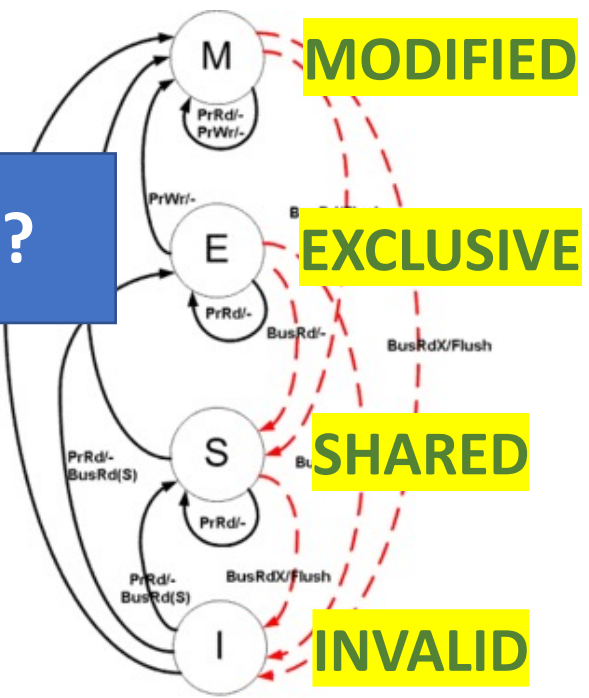 M
MODIFIED
PrRd/-
PrWr/-
PrWr/-
?
E
EXCLUSIVE
PrRd/-
BusRd/-
BusRdX/Flush
S
SHARED
PrRd/-
BusRd(S)
PrRd/-
BusRdX/Flush
PrRd/-
BusRd(S)
I
INVALID